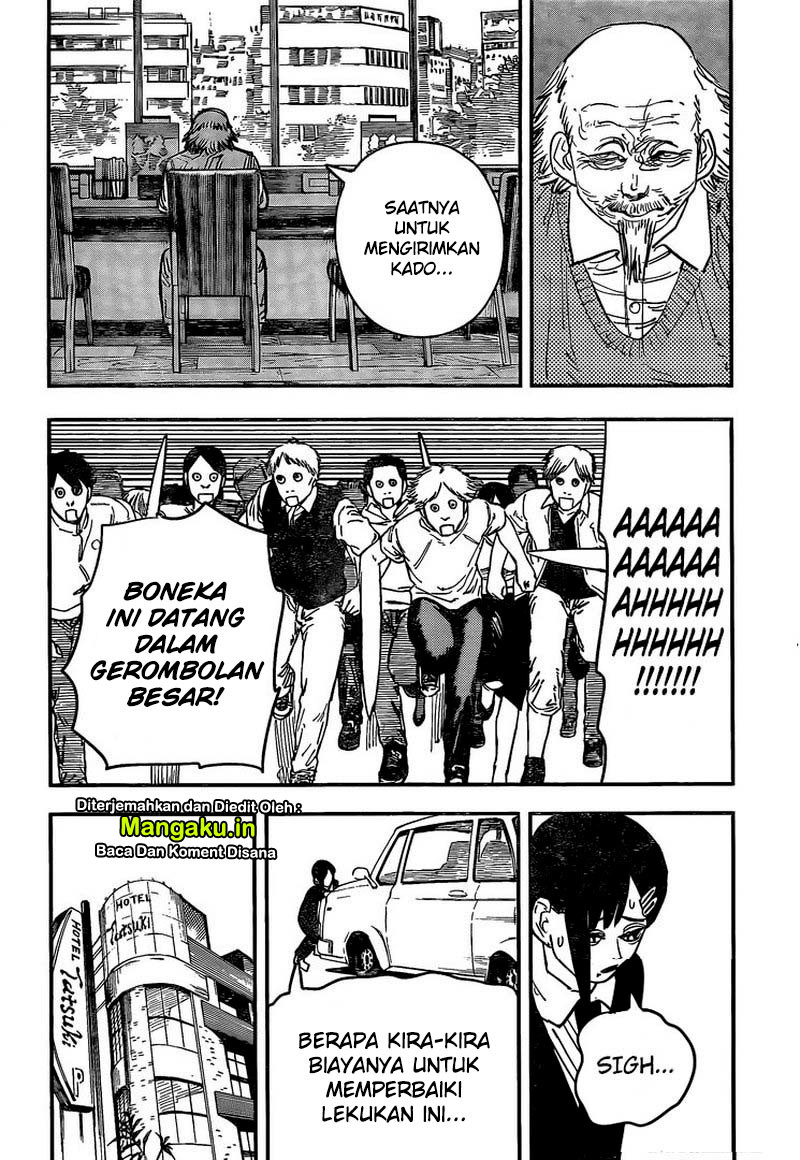 SAATNYA
UNTUK
MENGIRIMKAN
KADO...
BONEKA
INI DATANG
DALAM
GEROMBOLAN
BESAR!
AAAAAA
AAAAAA
AHHHHH
HHHHHH
!!!!!!!
Diterjemahkan dan Diedit Oleh :
Mangaku.in
Baca Dan Koment Disana
HOTEL
Tatsuki
HOTEL Tatsuki
BERAPA KIRA-KIRA
BIAYANYA UNTUK
MEMPERBAIKI
LEKUKAN INI...
SIGH...